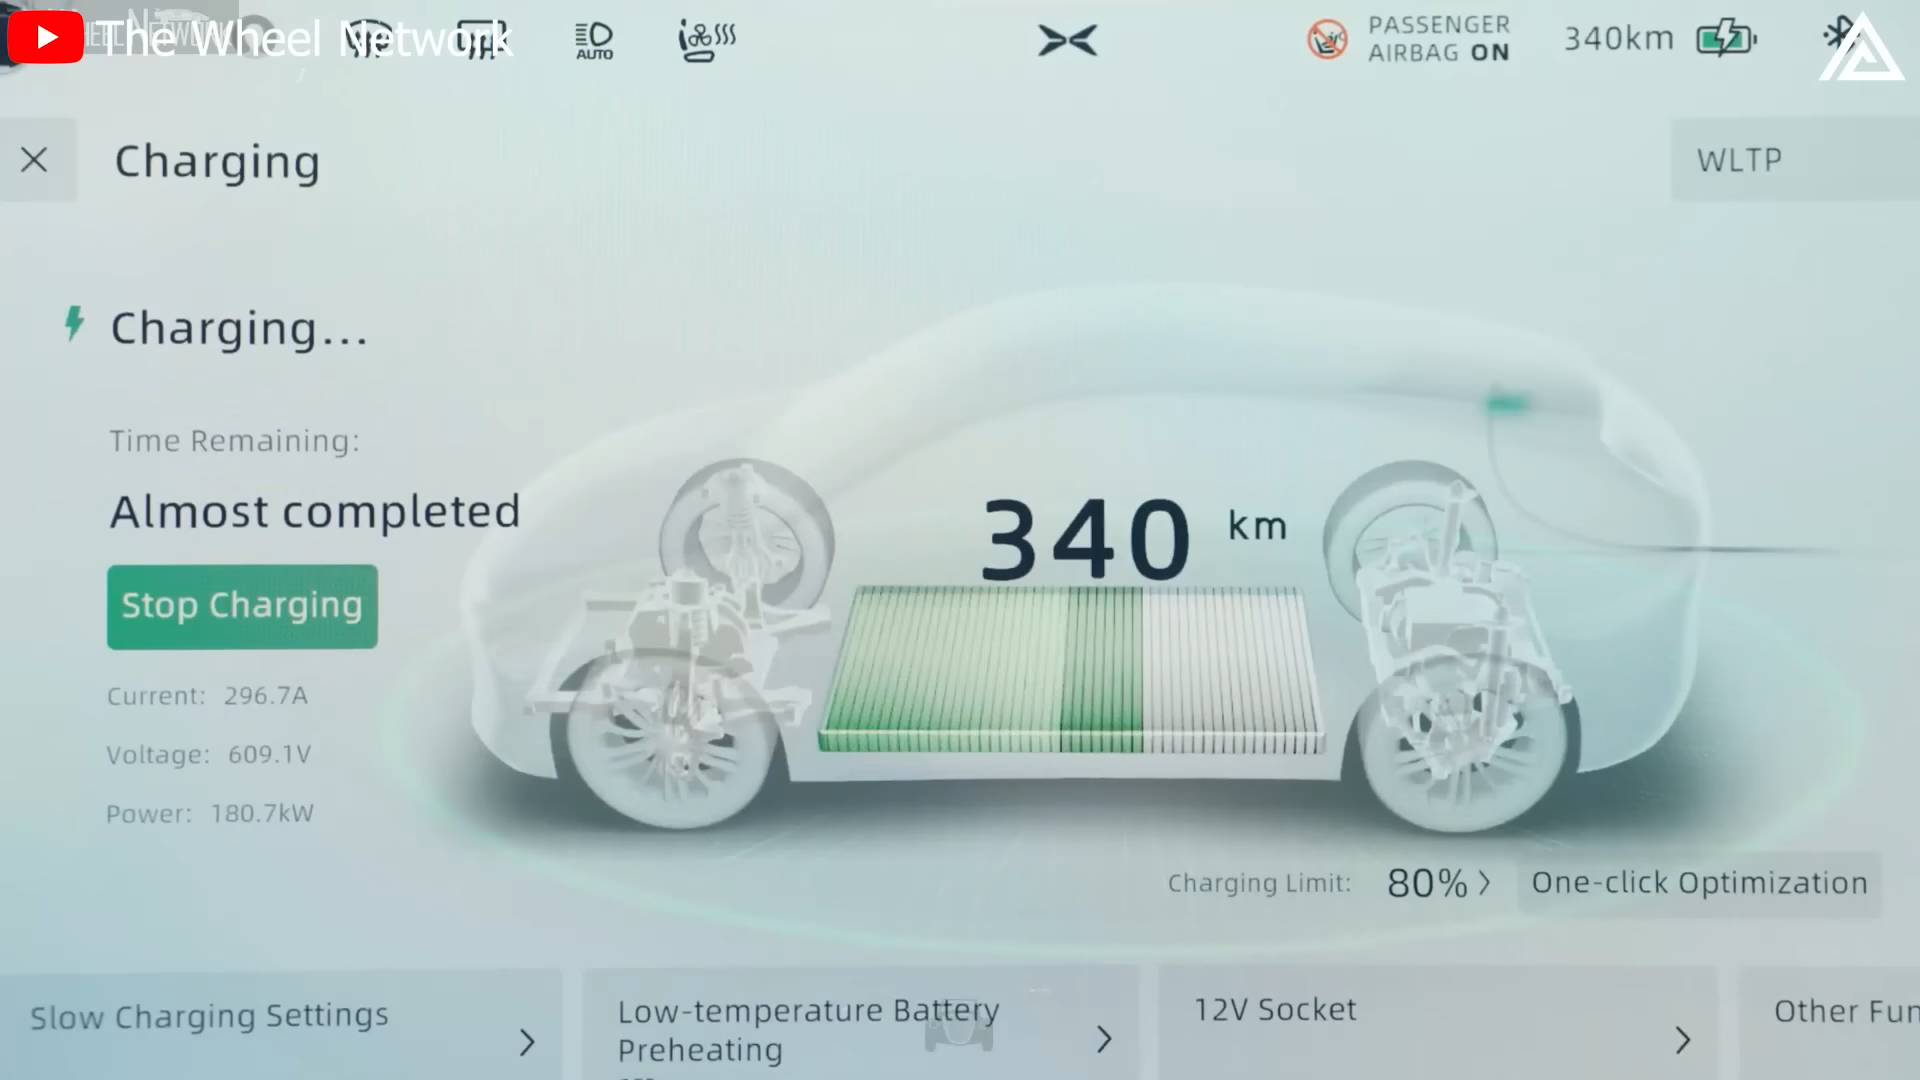 The Wheel Network
AUTO
PASSENGER
AIRBAG ON
340km
Charging
WLTP
Charging...
Time Remaining:
Almost completed
340 km
Stop Charging
Current: 296.7A
Voltage: 609.1V
Power: 180.7kW
Charging Limit: 80%
One-click Optimization
Slow Charging Settings
Low-temperature Battery
Preheating
12V Socket
Other Fun